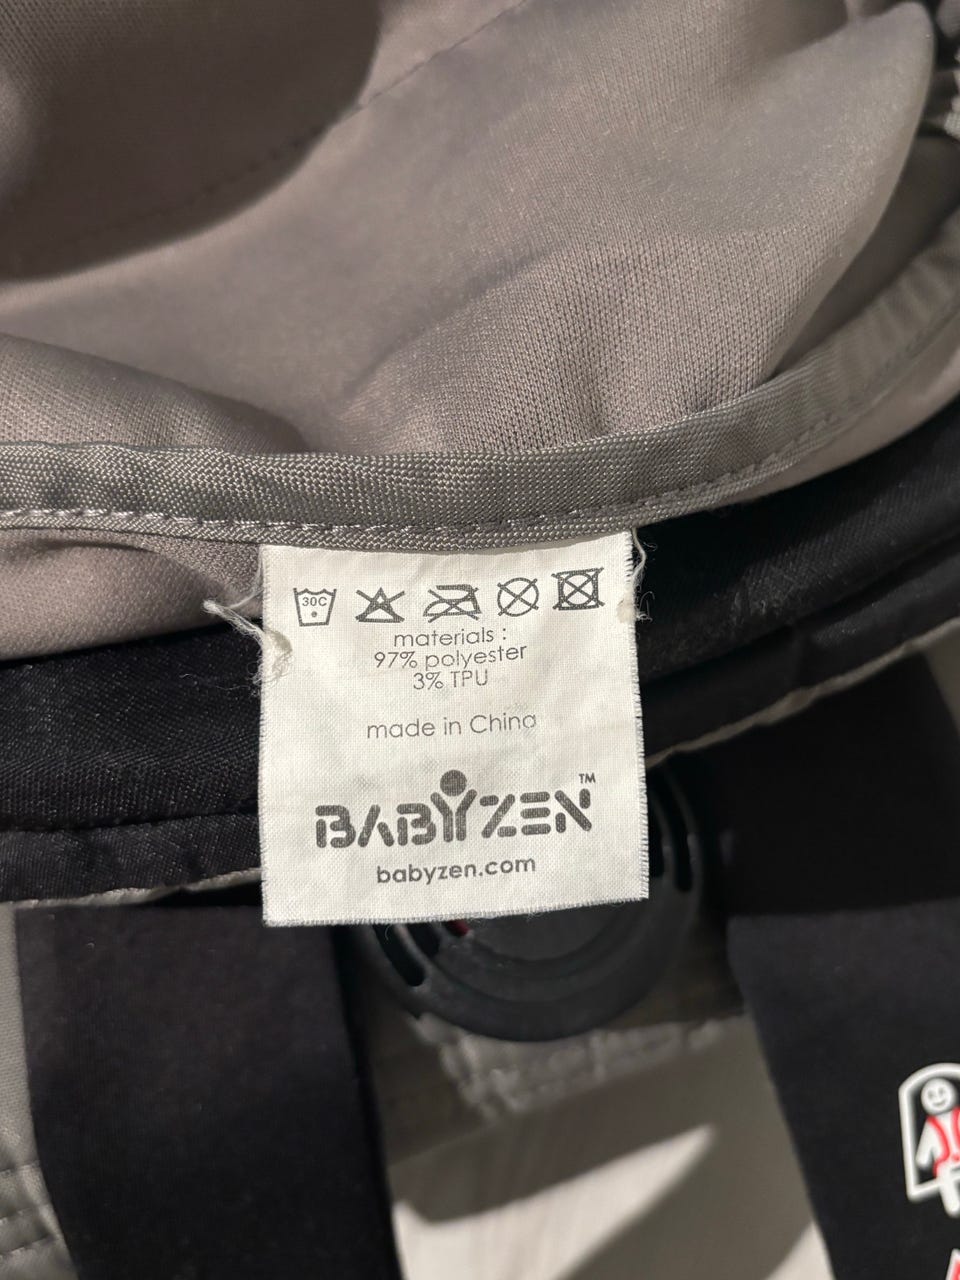 30C
materials :
97% polyester
3% TPU
made in China
BABYZEN™
babyzen.com